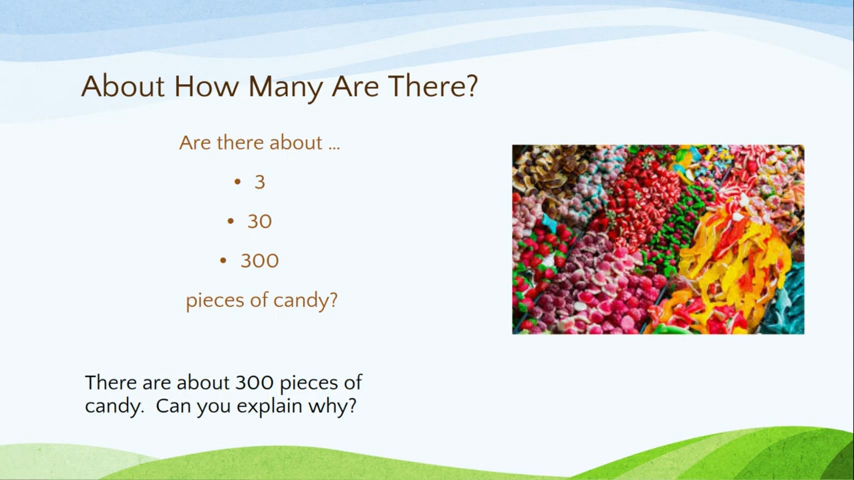 About How Many Are There?
Are there about ...
• 3
• 30
• 300
pieces of candy?
There are about 300 pieces of
candy.  Can you explain why?